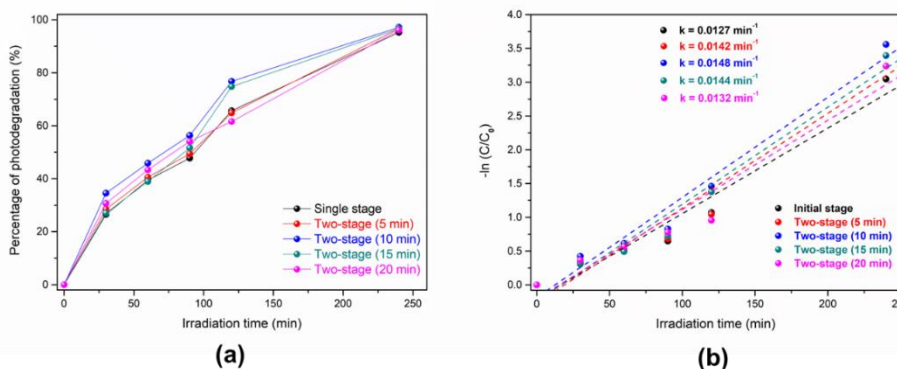 100
80
60
40
20
0
Percentage of photodegradation (%)
Single stage
Two-stage (5 min)
Two-stage (10 min)
Two-stage (15 min)
Two-stage (20 min)
0 50 100 150 200 250
Irradiation time (min)
(a)
k = 0.0127 min⁻¹
k = 0.0142 min⁻¹
k = 0.0148 min⁻¹
k = 0.0144 min⁻¹
k = 0.0132 min⁻¹
4.0
3.5
3.0
2.5
2.0
1.5
1.0
0.5
0.0
-ln (C/C₀)
Initial stage
Two-stage (5 min)
Two-stage (10 min)
Two-stage (15 min)
Two-stage (20 min)
0 50 100 150 200
Irradiation time (min)
(b)